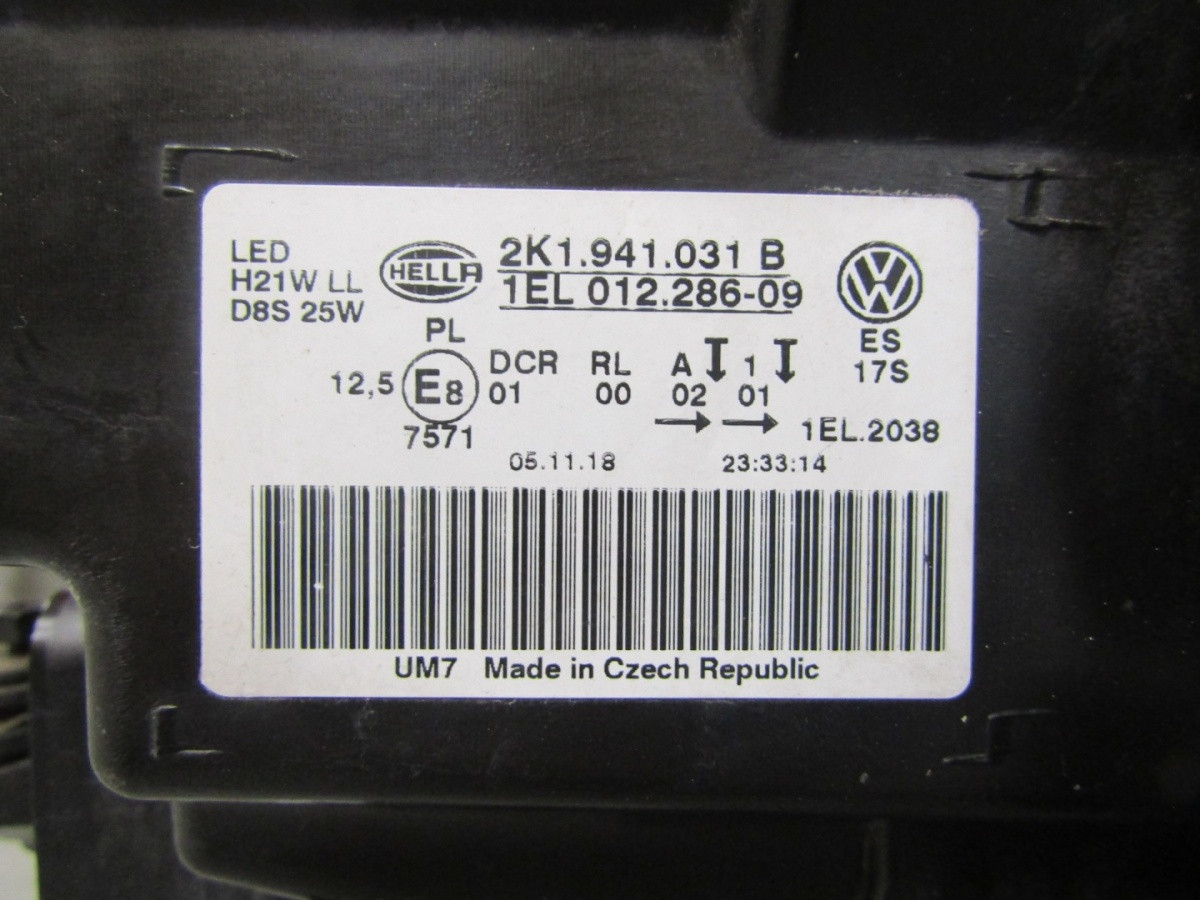 LED
H21W LL
D8S 25W
HELLA
2K1.941.031 B
1EL 012.286-09
VW
ES
17S
PL
12,5 E8 DCR RL A 1
01 00 02 01
7571
→ → 1EL.2038
05.11.18 23:33:14
UM7 Made in Czech Republic